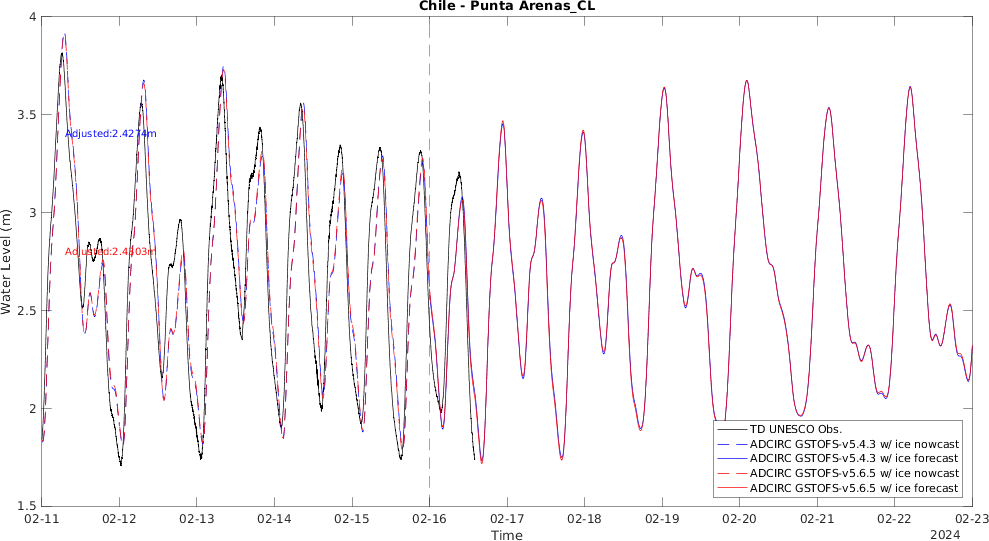 Chile - Punta Arenas_CL
4
3.5
3
2.5
2
1.5
Water Level (m)
Adjusted:2.4274m
Adjusted:2.4303m
TD UNESCO Obs.
ADCIRC GSTOFS-v5.4.3 w/ ice nowcast
ADCIRC GSTOFS-v5.4.3 w/ ice forecast
ADCIRC GSTOFS-v5.6.5 w/ ice nowcast
ADCIRC GSTOFS-v5.6.5 w/ ice forecast
02-11 02-12 02-13 02-14 02-15 02-16 02-17 02-18 02-19 02-20 02-21 02-22 02-23
Time
2024